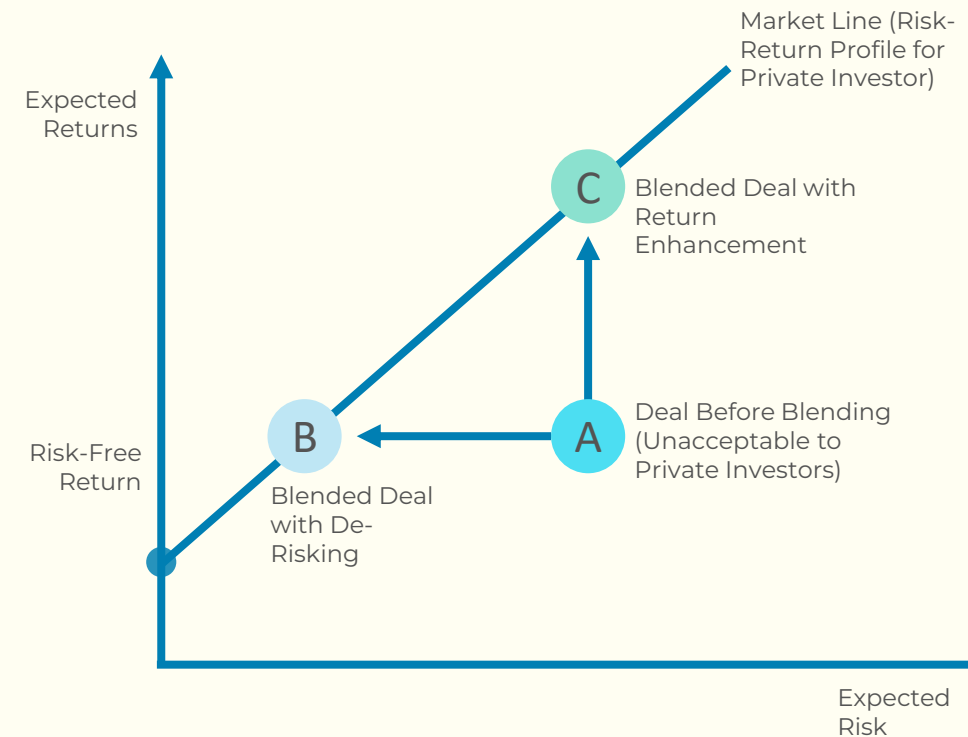 Market Line (Risk-
Return Profile for
Private Investor)
Expected
Returns
C
Blended Deal with
Return
Enhancement
B
A
Deal Before Blending
(Unacceptable to
Private Investors)
Risk-Free
Return
Blended Deal
with De-
Risking
Expected
Risk